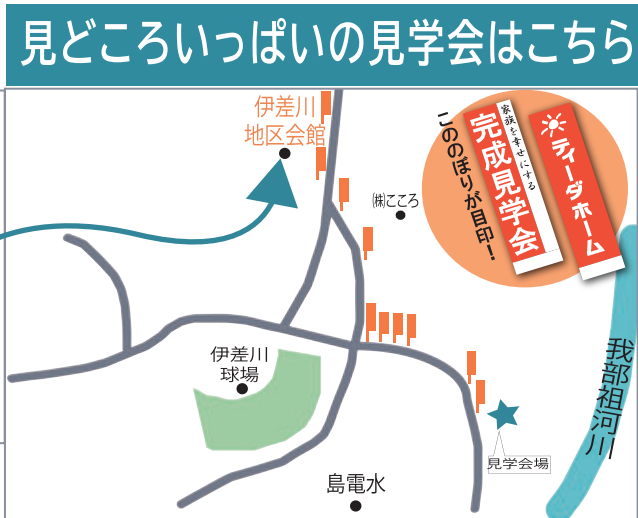 見どころいっぱいの見学会はこちら
伊差川
地区会館
㈱こころ
こののぼりが目印！
家族を幸せにする
完成見学会
ティーダホーム
伊差川
球場
我部祖河川
見学会場
島電水